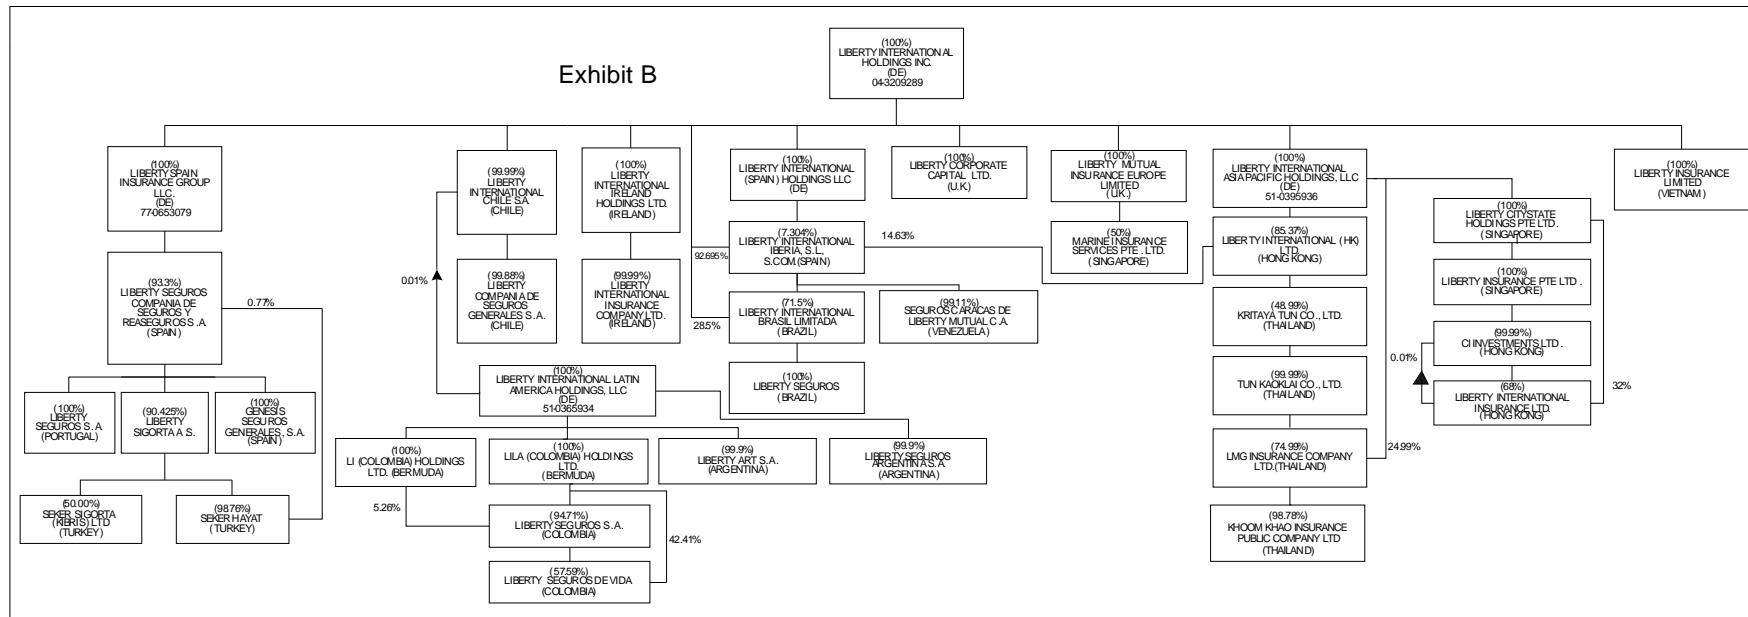 Exhibit B
(100%)
LIBERTY INTERNATIONAL
HOLDINGS INC.
(DE)
04-3209289
(100%)
LIBERTY SPAIN
INSURANCE GROUP
LLC.
(DE)
77-0653079
(99.99%)
LIBERTY
INTERNATIONAL
CHILE S.A.
(CHILE)
(100%)
LIBERTY
INTERNATIONAL
IRELAND
HOLDINGS LTD.
(IRELAND)
(100%)
LIBERTY INTERNATIONAL
(SPAIN) HOLDINGS LLC
(DE)
(100%)
LIBERTY CORPORATE
CAPITAL LTD.
(U.K.)
(100%)
LIBERTY MUTUAL
INSURANCE EUROPE
LIMITED
(U.K.)
(100%)
LIBERTY INTERNATIONAL
ASIA PACIFIC HOLDINGS, LLC
(DE)
51-0395936
(100%)
LIBERTY INSURANCE
LIMITED
(VIETNAM)
(93.3%)
LIBERTY SEGUROS
COMPANIA DE
SEGUROS Y
REASEGUROS S.A
(SPAIN)
0.77%
0.01%
(99.88%)
LIBERTY
COMPANIA DE
SEGUROS
GENERALES S.A.
(CHILE)
(99.99%)
LIBERTY
INTERNATIONAL
INSURANCE
COMPANY LTD.
(IRELAND)
92.695%
(7.304%)
LIBERTY INTERNATIONAL
IBERIA, S.L,
S.COM.(SPAIN)
14.63%
(50%)
MARINE INSURANCE
SERVICES PTE. LTD.
(SINGAPORE)
(85.37%)
LIBERTY INTERNATIONAL (HK)
LTD.
(HONG KONG)
(100%)
LIBERTY CITYSTATE
HOLDINGS PTE LTD.
(SINGAPORE)
28.5%
(71.5%)
LIBERTY INTERNATIONAL
BRASIL LIMITADA
(BRAZIL)
(99.11%)
SEGUROS CARACAS DE
LIBERTY MUTUAL C.A.
(VENEZUELA)
(48.99%)
KRITAYA TUN CO., LTD.
(THAILAND)
(100%)
LIBERTY INSURANCE PTE LTD.
(SINGAPORE)
(99.99%)
CI INVESTMENTS LTD.
(HONG KONG)
0.01%
32%
(100%)
LIBERTY SEGUROS
(BRAZIL)
(99.99%)
TUN KAOKLAI CO., LTD.
(THAILAND)
(68%)
LIBERTY INTERNATIONAL
INSURANCE LTD.
(HONG KONG)
(100%)
LIBERTY INTERNATIONAL LATIN
AMERICA HOLDINGS, LLC
(DE)
51-0365934
(100%)
LIBERTY
SEGUROS S.A
(PORTUGAL)
(90.425%)
LIBERTY
SIGORTA A.S.
(100%)
GENESIS
SEGUROS
GENERALES, S.A.
(SPAIN)
(100%)
LI (COLOMBIA) HOLDINGS
LTD. (BERMUDA)
(100%)
LILA (COLOMBIA) HOLDINGS
LTD.
(BERMUDA)
(99.9%)
LIBERTY ART S.A.
(ARGENTINA)
(99.9%)
LIBERTY SEGUROS
ARGENTINA S.A.
(ARGENTINA)
(74.99%)
LMG INSURANCE COMPANY
LTD.(THAILAND)
24.99%
(50.00%)
SEKER SIGORTA
(KIBRIS) LTD
(TURKEY)
(98.76%)
SEKER HAYAT
(TURKEY)
5.26%
(94.71%)
LIBERTY SEGUROS S.A.
(COLOMBIA)
42.41%
(57.59%)
LIBERTY SEGUROS DE VIDA
(COLOMBIA)
(98.78%)
KHOOM KHAO INSURANCE
PUBLIC COMPANY LTD
(THAILAND)